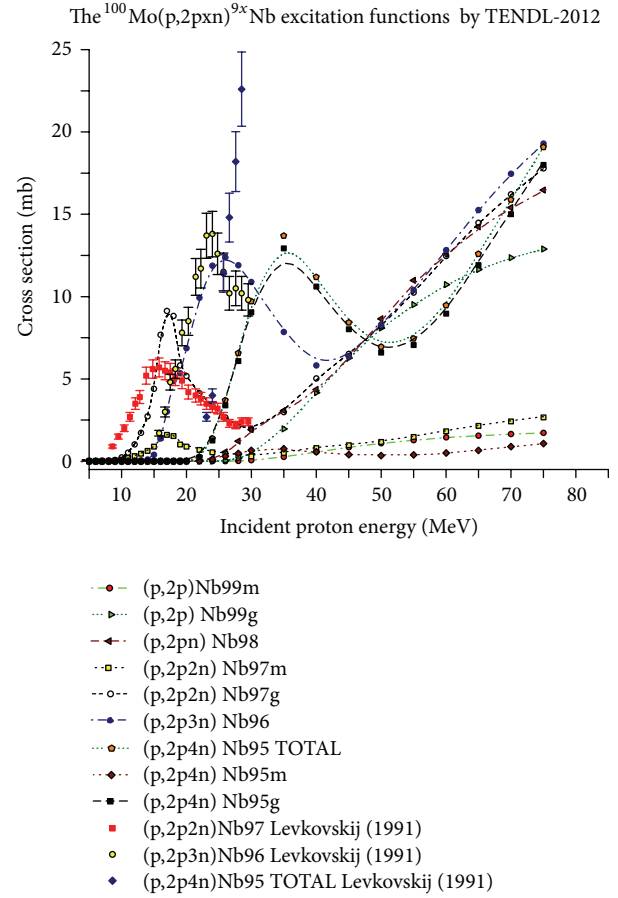 The ¹⁰⁰Mo(p,2pxn)⁹ˣNb excitation functions by TENDL-2012
25
20
15
10
5
0
Cross section (mb)
10 20 30 40 50 60 70 80
Incident proton energy (MeV)
(p,2p)Nb99m
(p,2p) Nb99g
(p,2pn) Nb98
(p,2p2n) Nb97m
(p,2p2n) Nb97g
(p,2p3n) Nb96
(p,2p4n) Nb95 TOTAL
(p,2p4n) Nb95m
(p,2p4n) Nb95g
(p,2p2n)Nb97 Levkovskij (1991)
(p,2p3n)Nb96 Levkovskij (1991)
(p,2p4n)Nb95 TOTAL Levkovskij (1991)